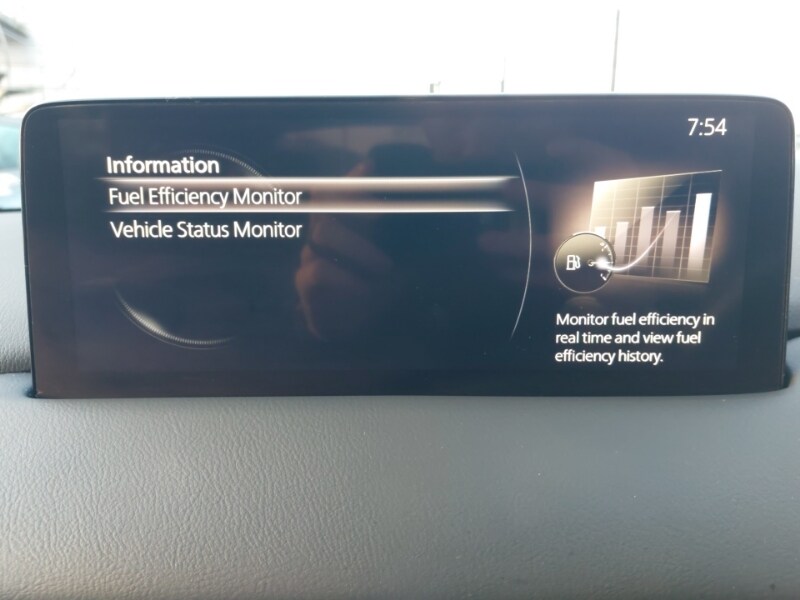 7:54
Information
Fuel Efficiency Monitor
Vehicle Status Monitor
Monitor fuel efficiency in
real time and view fuel
efficiency history.